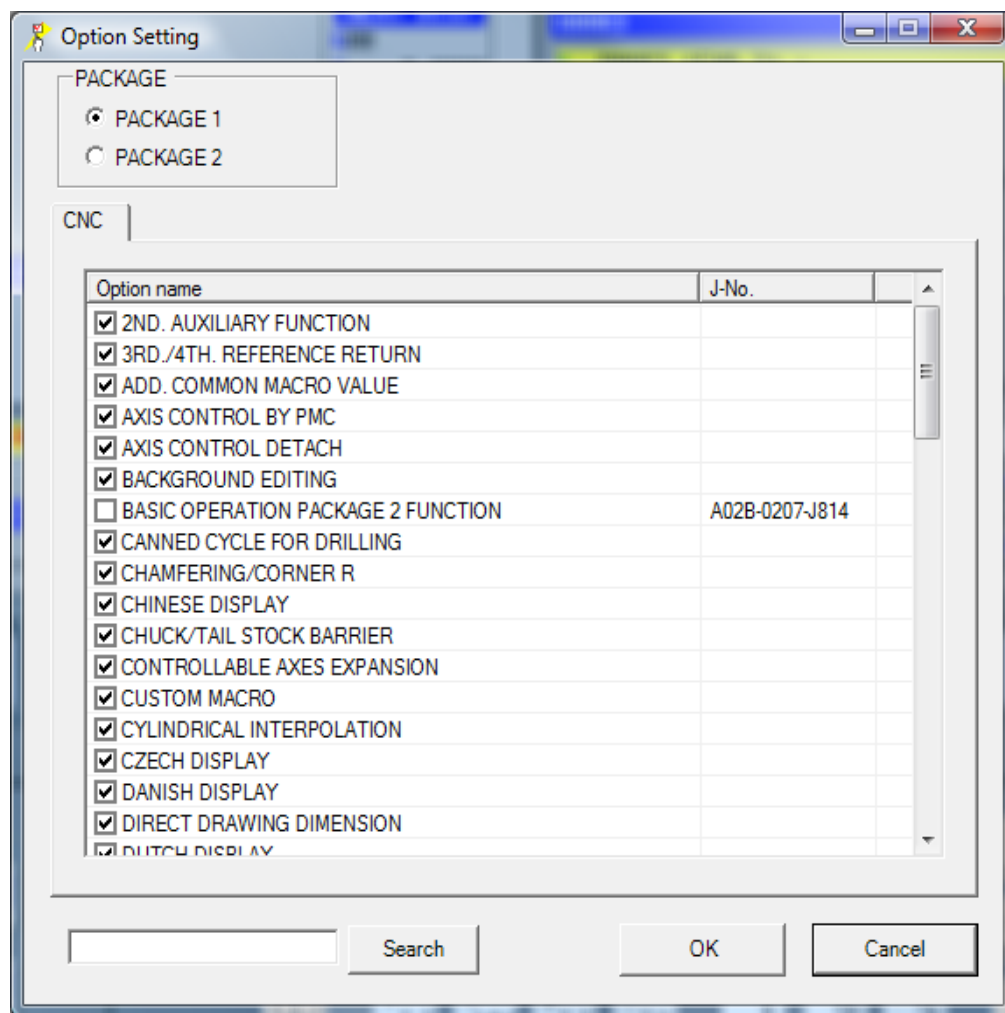 Option Setting
PACKAGE
PACKAGE 1
PACKAGE 2
CNC
Option name J-No.
2ND. AUXILIARY FUNCTION
3RD./4TH. REFERENCE RETURN
ADD. COMMON MACRO VALUE
AXIS CONTROL BY PMC
AXIS CONTROL DETACH
BACKGROUND EDITING
BASIC OPERATION PACKAGE 2 FUNCTION A02B-0207-J814
CANNED CYCLE FOR DRILLING
CHAMFERING/CORNER R
CHINESE DISPLAY
CHUCK/TAIL STOCK BARRIER
CONTROLLABLE AXES EXPANSION
CUSTOM MACRO
CYLINDRICAL INTERPOLATION
CZECH DISPLAY
DANISH DISPLAY
DIRECT DRAWING DIMENSION
DUTCH DISPLAY
Search OK Cancel